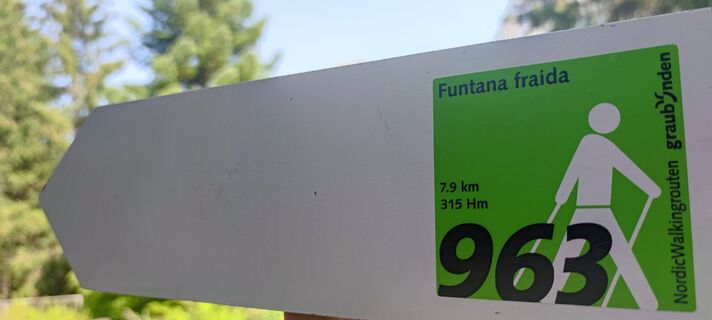 Funtana fraida
7.9 km
315 Hm
963
NordicWalkingrouten graubünden